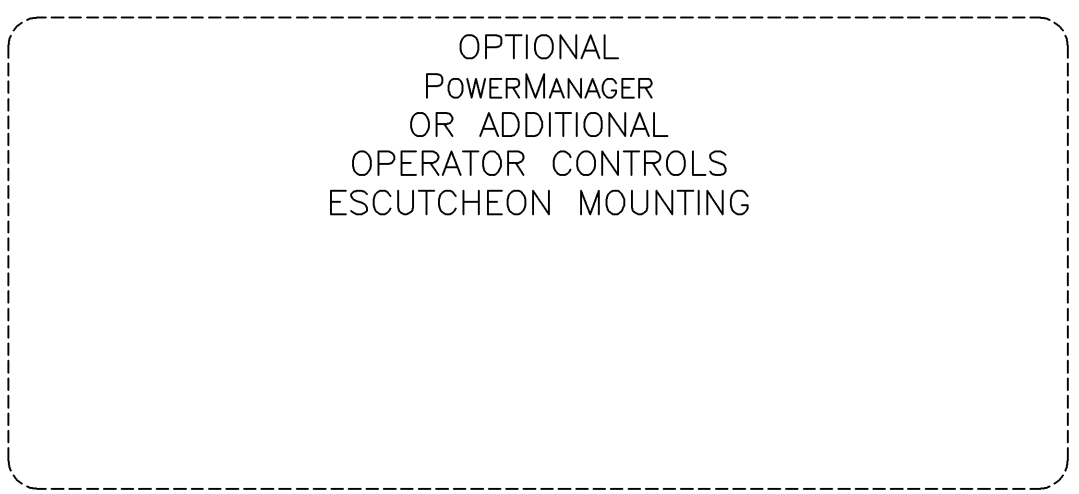 OPTIONAL
POWERMANAGER
OR ADDITIONAL
OPERATOR CONTROLS
ESCUTCHEON MOUNTING